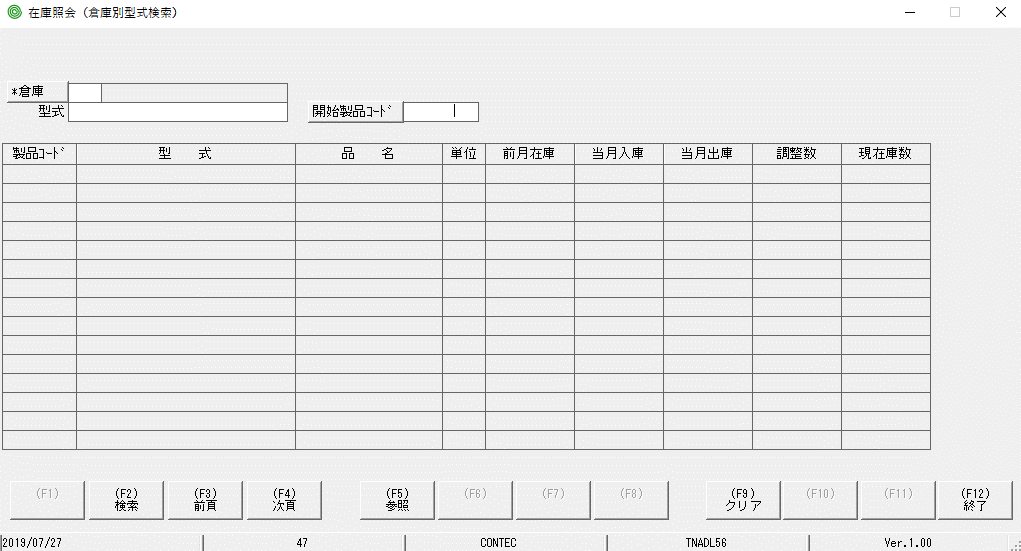 在庫照会（倉庫別型式検索）
*倉庫
型式
開始製品ｺｰﾄﾞ
製品ｺｰﾄﾞ 型　　式 品　　名 単位 前月在庫 当月入庫 当月出庫 調整数 現在庫数
(F1) (F2) (F3) (F4) (F5) (F6) (F7) (F8) (F9) (F10) (F11) (F12)
検索 前頁 次頁 参照 クリア 終了
2019/07/27 47 CONTEC TNADL56 Ver.1.00